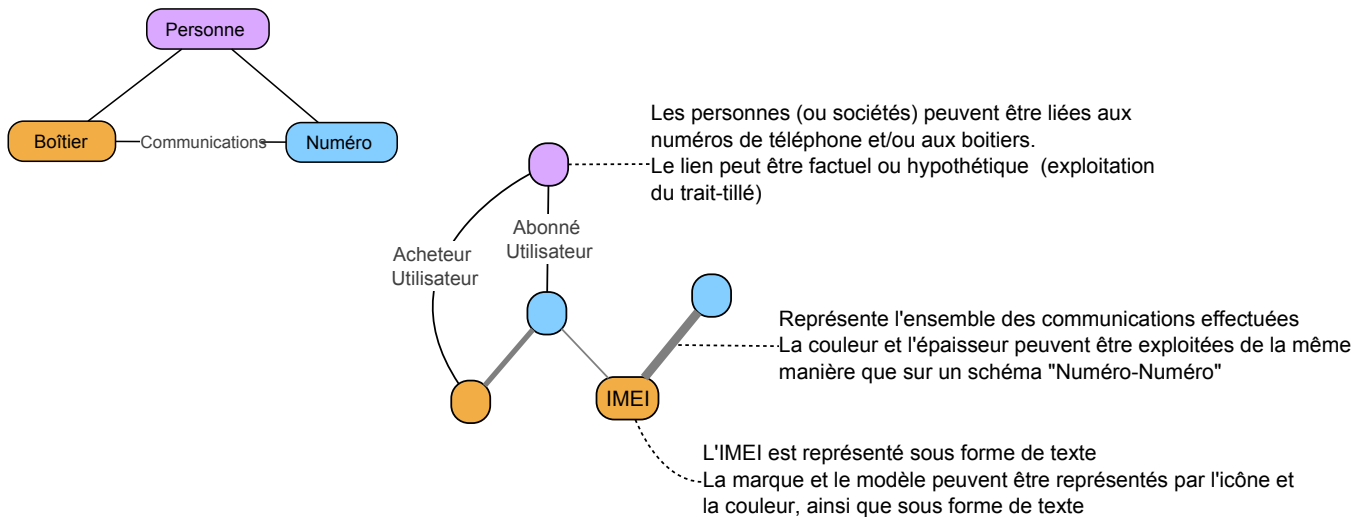 Personne
Boîtier
Communications
Numéro
Les personnes (ou sociétés) peuvent être liées aux
numéros de téléphone et/ou aux boitiers.
Le lien peut être factuel ou hypothétique (exploitation
du trait-tillé)
Abonné
Utilisateur
Acheteur
Utilisateur
Représente l'ensemble des communications effectuées
La couleur et l'épaisseur peuvent être exploitées de la même
manière que sur un schéma "Numéro-Numéro"
IMEI
L'IMEI est représenté sous forme de texte
La marque et le modèle peuvent être représentés par l'icône et
la couleur, ainsi que sous forme de texte